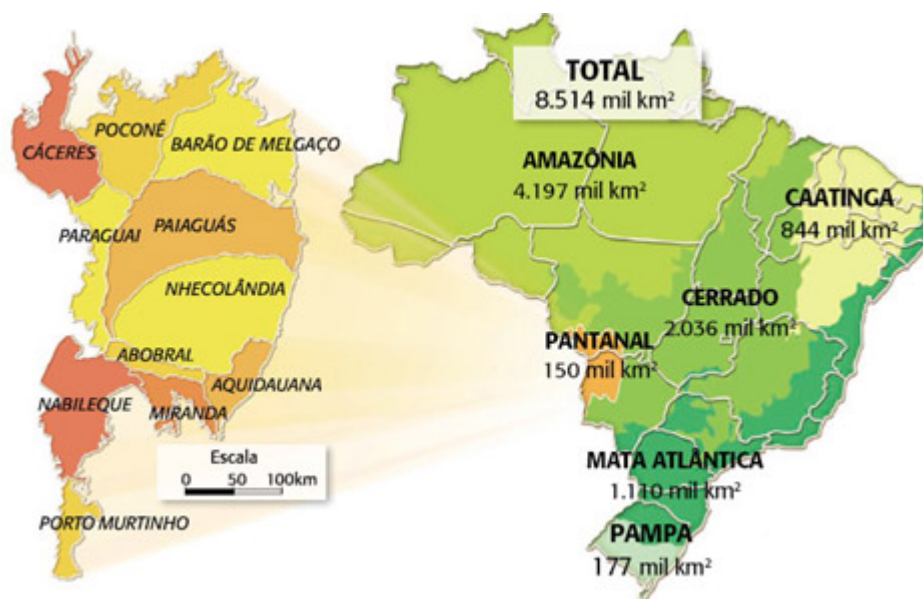 POCONÉ
BARÃO DE MELGAÇO
CÁCERES
PARAGUAI
PAIAGUÁS
NHECOLÂNDIA
ABOBRAL
AQUIDAUANA
NABILEQUE
MIRANDA
Escala
0 50 100km
PORTO MURTINHO
TOTAL
8.514 mil km²
AMAZÔNIA
4.197 mil km²
CAATINGA
844 mil km²
CERRADO
2.036 mil km²
PANTANAL
150 mil km²
MATA ATLÂNTICA
1.110 mil km²
PAMPA
177 mil km²